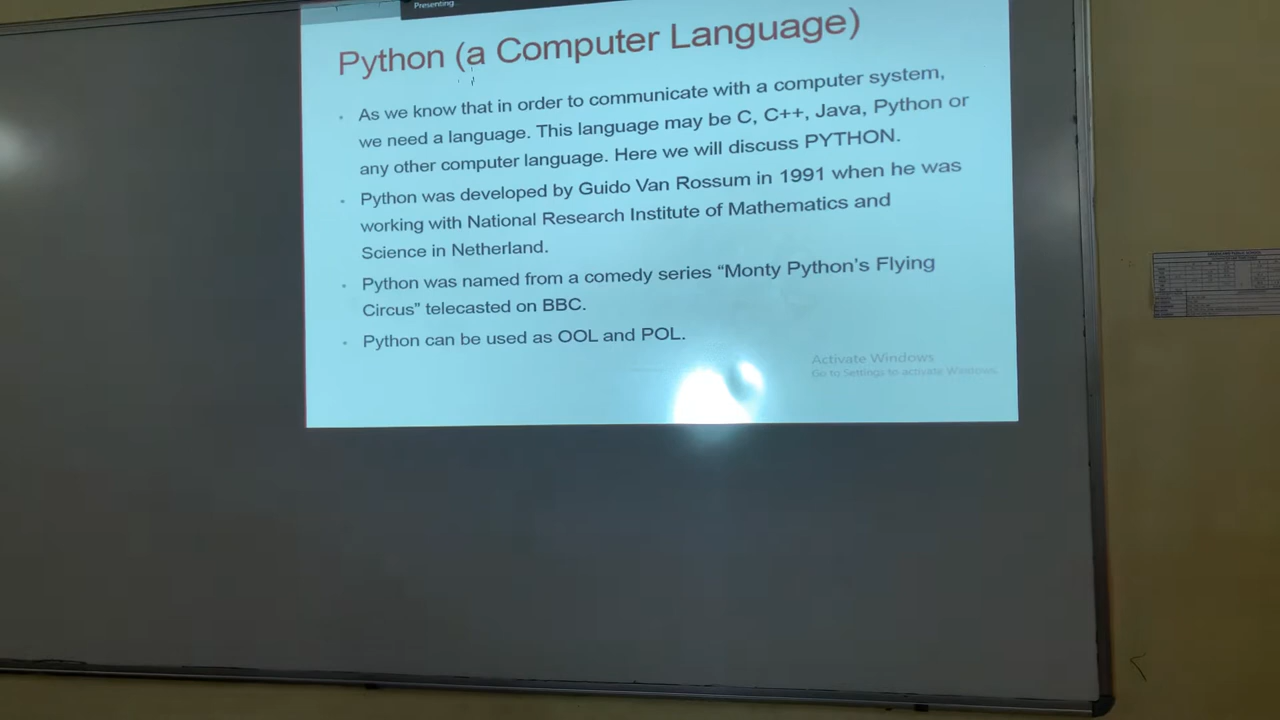 Presenting...
Python (a Computer Language)
• As we know that in order to communicate with a computer system,
we need a language. This language may be C, C++, Java, Python or
any other computer language. Here we will discuss PYTHON.
• Python was developed by Guido Van Rossum in 1991 when he was
working with National Research Institute of Mathematics and
Science in Netherland.
• Python was named from a comedy series “Monty Python’s Flying
Circus” telecasted on BBC.
• Python can be used as OOL and POL.
Activate Windows
Go to Settings to activate Windows.